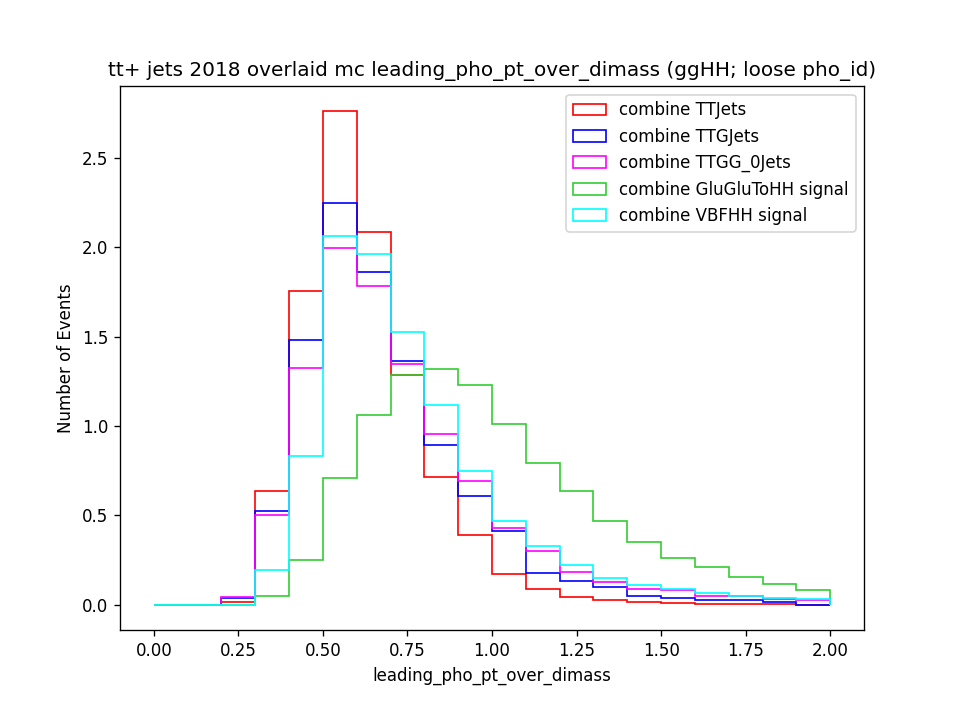 tt+ jets 2018 overlaid mc leading_pho_pt_over_dimass (ggHH; loose pho_id)
combine TTJets
combine TTGJets
combine TTGG_0Jets
combine GluGluToHH signal
combine VBFHH signal
Number of Events
2.5
2.0
1.5
1.0
0.5
0.0
0.00 0.25 0.50 0.75 1.00 1.25 1.50 1.75 2.00
leading_pho_pt_over_dimass